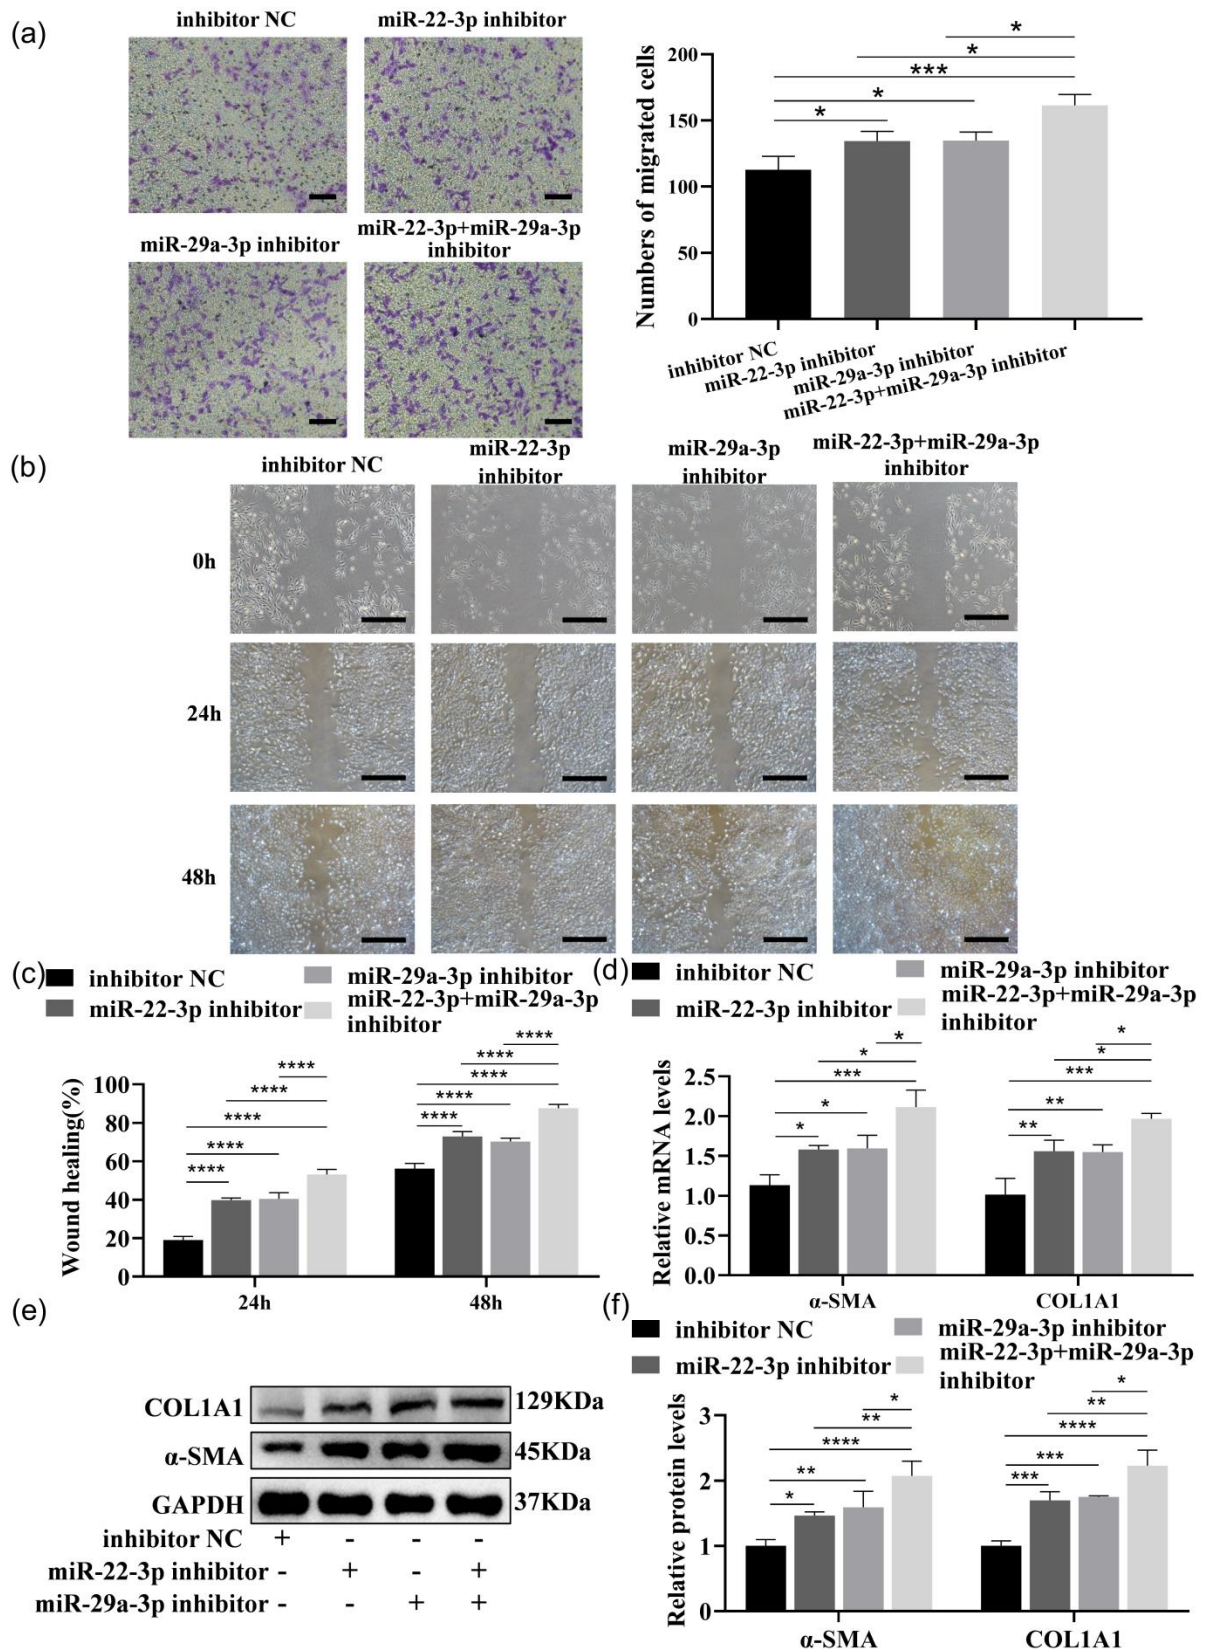 (a)
inhibitor NC
miR-22-3p inhibitor
miR-29a-3p inhibitor
miR-22-3p+miR-29a-3p
inhibitor
Numbers of migrated cells
200
150
100
50
0
*
*
***
*
*
inhibitor NC
miR-22-3p inhibitor
miR-29a-3p inhibitor
miR-22-3p+miR-29a-3p inhibitor
(b)
inhibitor NC
miR-22-3p
inhibitor
miR-29a-3p
inhibitor
miR-22-3p+miR-29a-3p
inhibitor
0h
24h
48h
(c)
inhibitor NC
miR-22-3p inhibitor
miR-29a-3p inhibitor
miR-22-3p+miR-29a-3p
inhibitor
Wound healing(%)
100
80
60
40
20
0
****
****
****
****
****
****
****
****
****
****
24h
48h
(d)
inhibitor NC
miR-22-3p inhibitor
miR-29a-3p inhibitor
miR-22-3p+miR-29a-3p
inhibitor
Relative mRNA levels
2.5
2.0
1.5
1.0
0.5
0.0
*
*
***
*
*
*
*
***
**
**
α-SMA
COL1A1
(e)
COL1A1
129KDa
α-SMA
45KDa
GAPDH
37KDa
inhibitor NC + - - -
miR-22-3p inhibitor - + - +
miR-29a-3p inhibitor - - + +
(f)
inhibitor NC
miR-22-3p inhibitor
miR-29a-3p inhibitor
miR-22-3p+miR-29a-3p
inhibitor
Relative protein levels
3
2
1
0
*
**
****
**
*
*
**
****
***
***
α-SMA
COL1A1